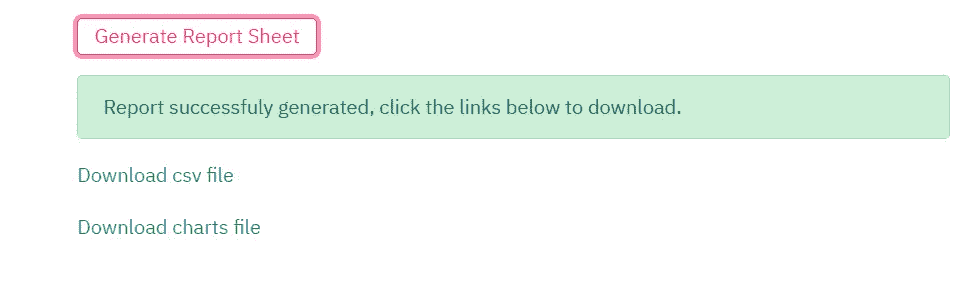 Generate Report Sheet
Report successfuly generated, click the links below to download.
Download csv file
Download charts file